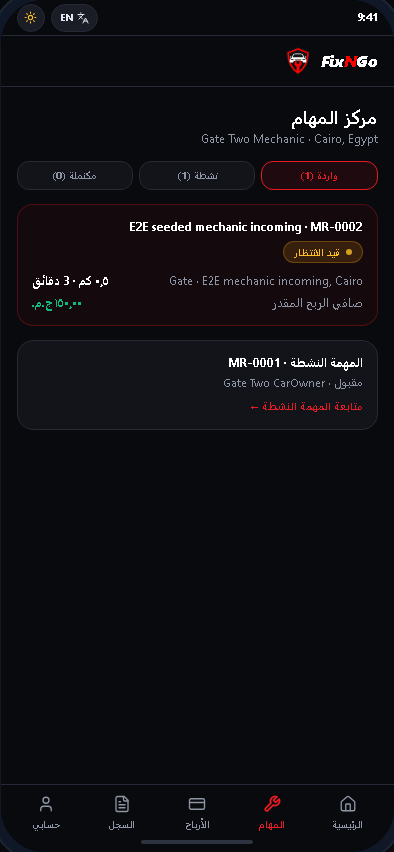 EN
9:41
FixNGo
مركز المهام
Gate Two Mechanic · Cairo, Egypt
واردة (1)
نشطة (1)
مكتملة (0)
E2E seeded mechanic incoming · MR-0002
قيد الانتظار
Gate · E2E mechanic incoming, Cairo
٠٫٥ كم · 3 دقائق
صافي الربح المقدر
١٥٠٫٠٠ ج.م.
المهمة النشطة · MR-0001
مقبول · Gate Two CarOwner
متابعة المهمة النشطة ←
الرئيسية
المهام
الأرباح
السجل
حسابي